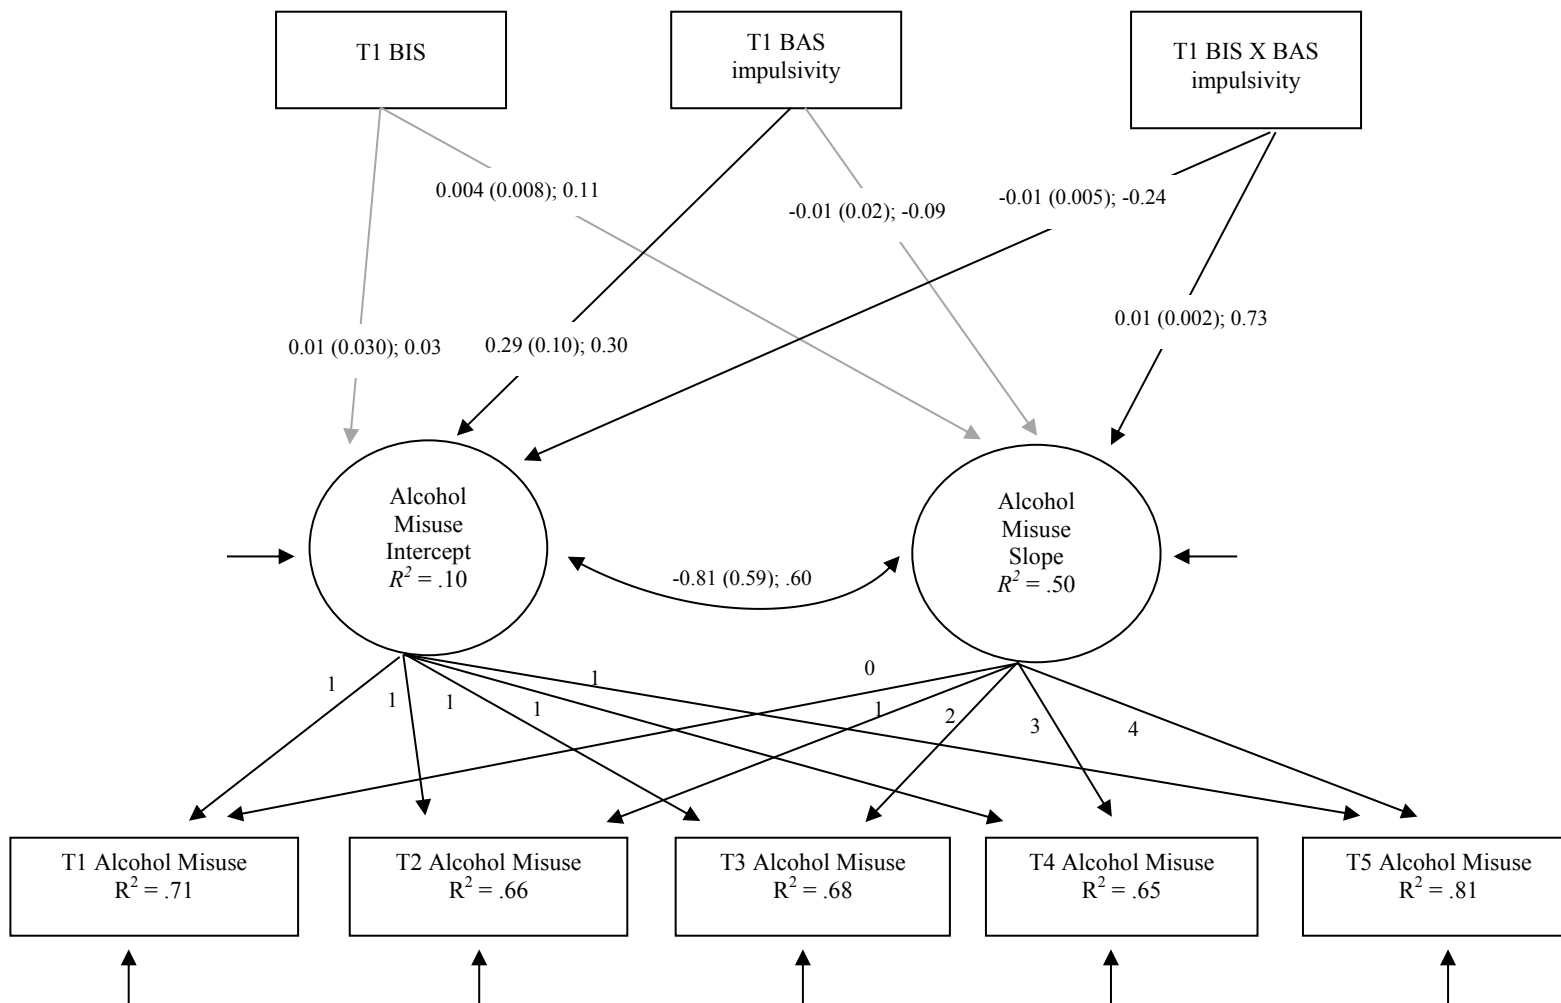 T1 BIS
T1 BAS
impulsivity
T1 BIS X BAS
impulsivity
0.004 (0.008); 0.11
-0.01 (0.02); -0.09
-0.01 (0.005); -0.24
0.01 (0.030); 0.03
0.29 (0.10); 0.30
0.01 (0.002); 0.73
Alcohol
Misuse
Intercept
R² = .10
Alcohol
Misuse
Slope
R² = .50
-0.81 (0.59); .60
1
1
1
1
1
0
1
2
3
4
T1 Alcohol Misuse
R² = .71
T2 Alcohol Misuse
R² = .66
T3 Alcohol Misuse
R² = .68
T4 Alcohol Misuse
R² = .65
T5 Alcohol Misuse
R² = .81